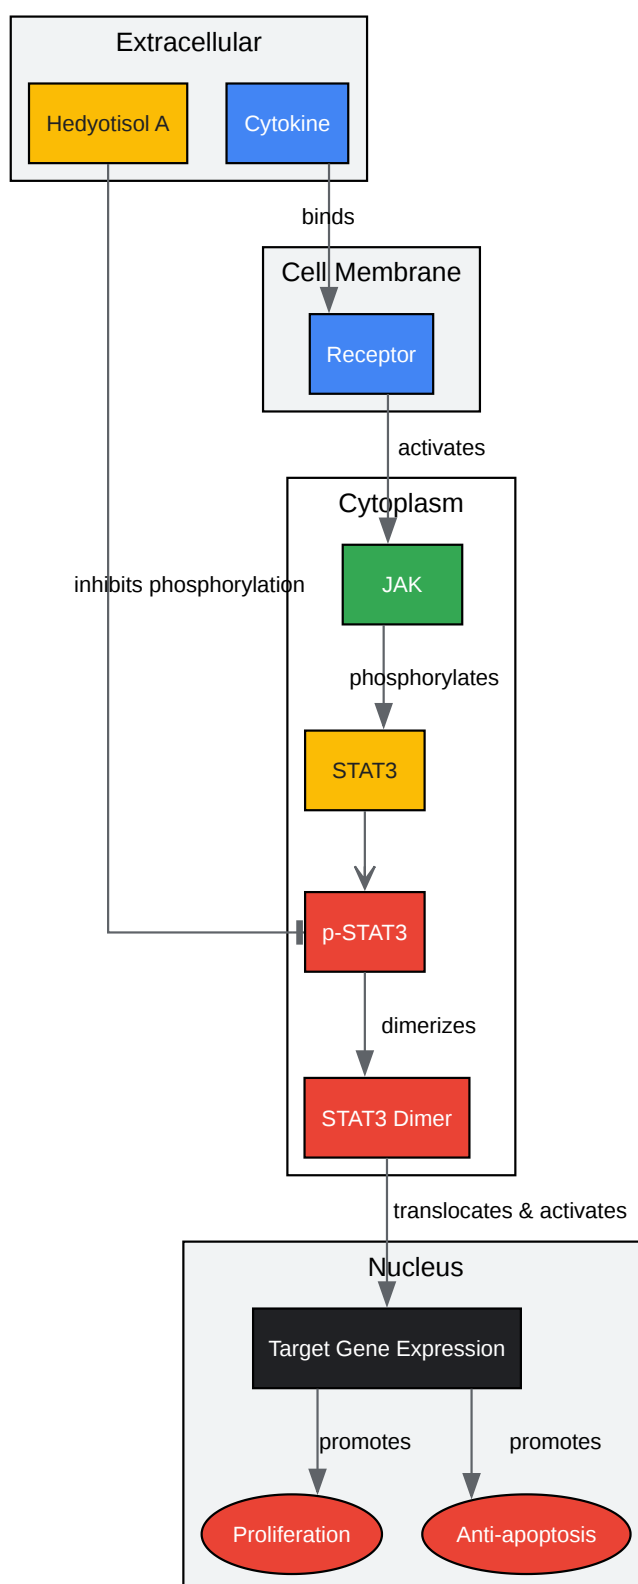 Extracellular
Hedyotisol A
Cytokine
binds
Cell Membrane
Receptor
activates
Cytoplasm
JAK
inhibits phosphorylation
phosphorylates
STAT3
p-STAT3
dimerizes
STAT3 Dimer
translocates & activates
Nucleus
Target Gene Expression
promotes
promotes
Proliferation
Anti-apoptosis